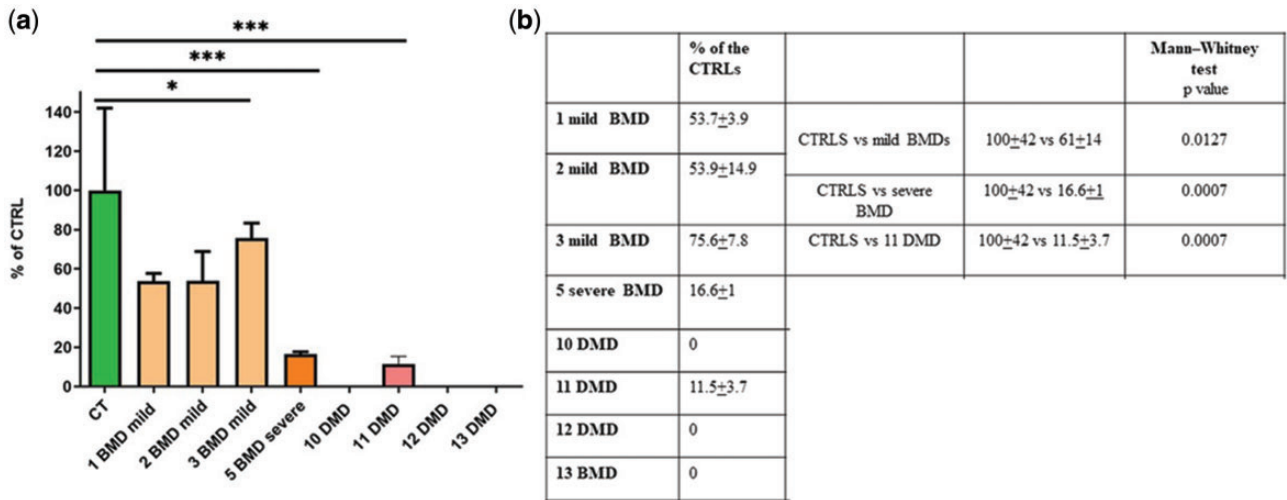 (a)
***
***
*
140
120
100
80
60
40
20
0
% of CTRL
CT
1 BMD mild
2 BMD mild
3 BMD mild
5 BMD severe
10 DMD
11 DMD
12 DMD
13 DMD
(b)
% of the
CTRLs
Mann–Whitney
test
p value
1 mild BMD
53.7±3.9
CTRLS vs mild BMDs
100±42 vs 61±14
0.0127
2 mild BMD
53.9±14.9
CTRLS vs severe
BMD
100±42 vs 16.6±1
0.0007
3 mild BMD
75.6±7.8
CTRLS vs 11 DMD
100±42 vs 11.5±3.7
0.0007
5 severe BMD
16.6±1
10 DMD
0
11 DMD
11.5±3.7
12 DMD
0
13 BMD
0